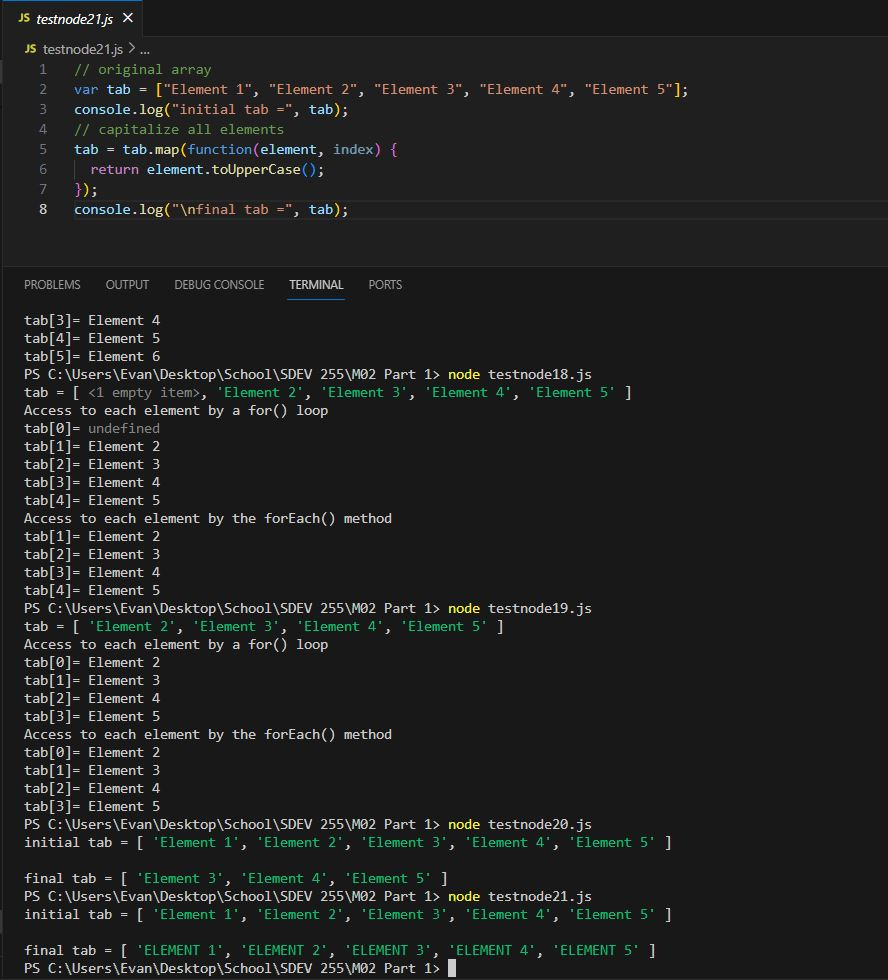 JS testnode21.js ×
JS testnode21.js > ...
1 // original array
2 var tab = ["Element 1", "Element 2", "Element 3", "Element 4", "Element 5"];
3 console.log("initial tab =", tab);
4 // capitalize all elements
5 tab = tab.map(function(element, index) {
6   return element.toUpperCase();
7 });
8 console.log("\nfinal tab =", tab);
PROBLEMS OUTPUT DEBUG CONSOLE TERMINAL PORTS
tab[3]= Element 4
tab[4]= Element 5
tab[5]= Element 6
PS C:\Users\Evan\Desktop\School\SDEV 255\M02 Part 1> node testnode18.js
tab = [ <1 empty item>, 'Element 2', 'Element 3', 'Element 4', 'Element 5' ]
Access to each element by a for() loop
tab[0]= undefined
tab[1]= Element 2
tab[2]= Element 3
tab[3]= Element 4
tab[4]= Element 5
Access to each element by the forEach() method
tab[1]= Element 2
tab[2]= Element 3
tab[3]= Element 4
tab[4]= Element 5
PS C:\Users\Evan\Desktop\School\SDEV 255\M02 Part 1> node testnode19.js
tab = [ 'Element 2', 'Element 3', 'Element 4', 'Element 5' ]
Access to each element by a for() loop
tab[0]= Element 2
tab[1]= Element 3
tab[2]= Element 4
tab[3]= Element 5
Access to each element by the forEach() method
tab[0]= Element 2
tab[1]= Element 3
tab[2]= Element 4
tab[3]= Element 5
PS C:\Users\Evan\Desktop\School\SDEV 255\M02 Part 1> node testnode20.js
initial tab = [ 'Element 1', 'Element 2', 'Element 3', 'Element 4', 'Element 5' ]

final tab = [ 'Element 3', 'Element 4', 'Element 5' ]
PS C:\Users\Evan\Desktop\School\SDEV 255\M02 Part 1> node testnode21.js
initial tab = [ 'Element 1', 'Element 2', 'Element 3', 'Element 4', 'Element 5' ]

final tab = [ 'ELEMENT 1', 'ELEMENT 2', 'ELEMENT 3', 'ELEMENT 4', 'ELEMENT 5' ]
PS C:\Users\Evan\Desktop\School\SDEV 255\M02 Part 1>